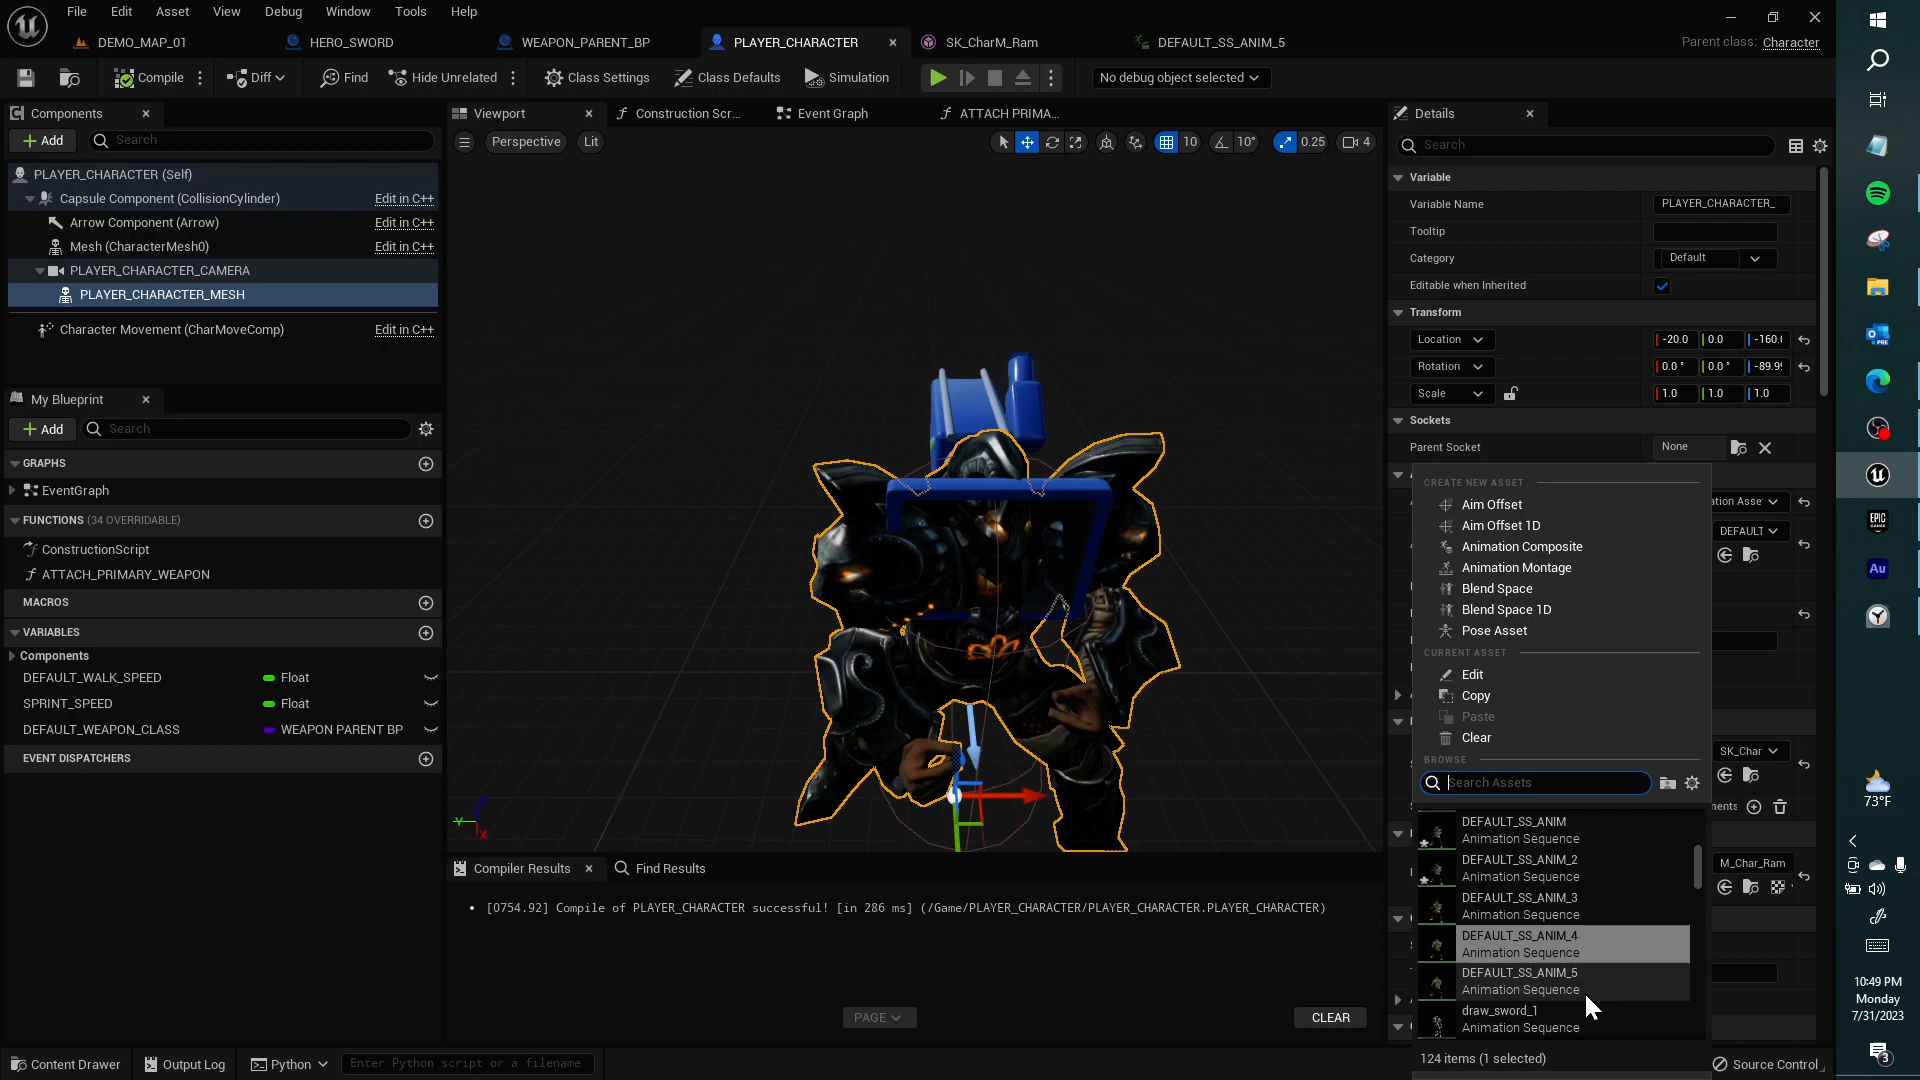 File Edit Asset View Debug Window Tools Help
DEMO_MAP_01 HERO_SWORD WEAPON_PARENT_BP PLAYER_CHARACTER SK_CharM_Ram DEFAULT_SS_ANIM_5
Parent class: Character
Compile Diff Find Hide Unrelated Class Settings Class Defaults Simulation No debug object selected
Components
Add Search
PLAYER_CHARACTER (Self)
Capsule Component (CollisionCylinder) Edit in C++
Arrow Component (Arrow) Edit in C++
Mesh (CharacterMesh0) Edit in C++
PLAYER_CHARACTER_CAMERA
PLAYER_CHARACTER_MESH
Character Movement (CharMoveComp) Edit in C++
My Blueprint
Add Search
GRAPHS
EventGraph
FUNCTIONS (34 OVERRIDABLE)
ConstructionScript
ATTACH_PRIMARY_WEAPON
MACROS
VARIABLES
Components
DEFAULT_WALK_SPEED Float
SPRINT_SPEED Float
DEFAULT_WEAPON_CLASS WEAPON PARENT BP
EVENT DISPATCHERS
Viewport Construction Scr... Event Graph ATTACH PRIMA...
Perspective Lit 10 10° 0.25 4
Z
Y
X
Compiler Results Find Results
[0754.92] Compile of PLAYER_CHARACTER successful! [in 286 ms] (/Game/PLAYER_CHARACTER/PLAYER_CHARACTER.PLAYER_CHARACTER)
PAGE CLEAR
Details
Search
Variable
Variable Name PLAYER_CHARACTER_
Tooltip
Category Default
Editable when Inherited
Transform
Location -20.0 0.0 -160.
Rotation 0.0 ° 0.0 ° -89.9
Scale 1.0 1.0 1.0
Sockets
Parent Socket None
CREATE NEW ASSET
Aim Offset
Aim Offset 1D
Animation Composite
Animation Montage
Blend Space
Blend Space 1D
Pose Asset
CURRENT ASSET
Edit
Copy
Paste
Clear
BROWSE
Search Assets
DEFAULT_SS_ANIM
Animation Sequence
DEFAULT_SS_ANIM_2
Animation Sequence
DEFAULT_SS_ANIM_3
Animation Sequence
DEFAULT_SS_ANIM_4
Animation Sequence
DEFAULT_SS_ANIM_5
Animation Sequence
draw_sword_1
Animation Sequence
124 items (1 selected)
ation Asse
DEFAULT
SK_Char
nents
M_Char_Ram
Content Drawer Output Log Python Enter Python script or a filename Source Control
EPIC GAMES
Au
PRE
73°F
10:49 PM
Monday
7/31/2023
3